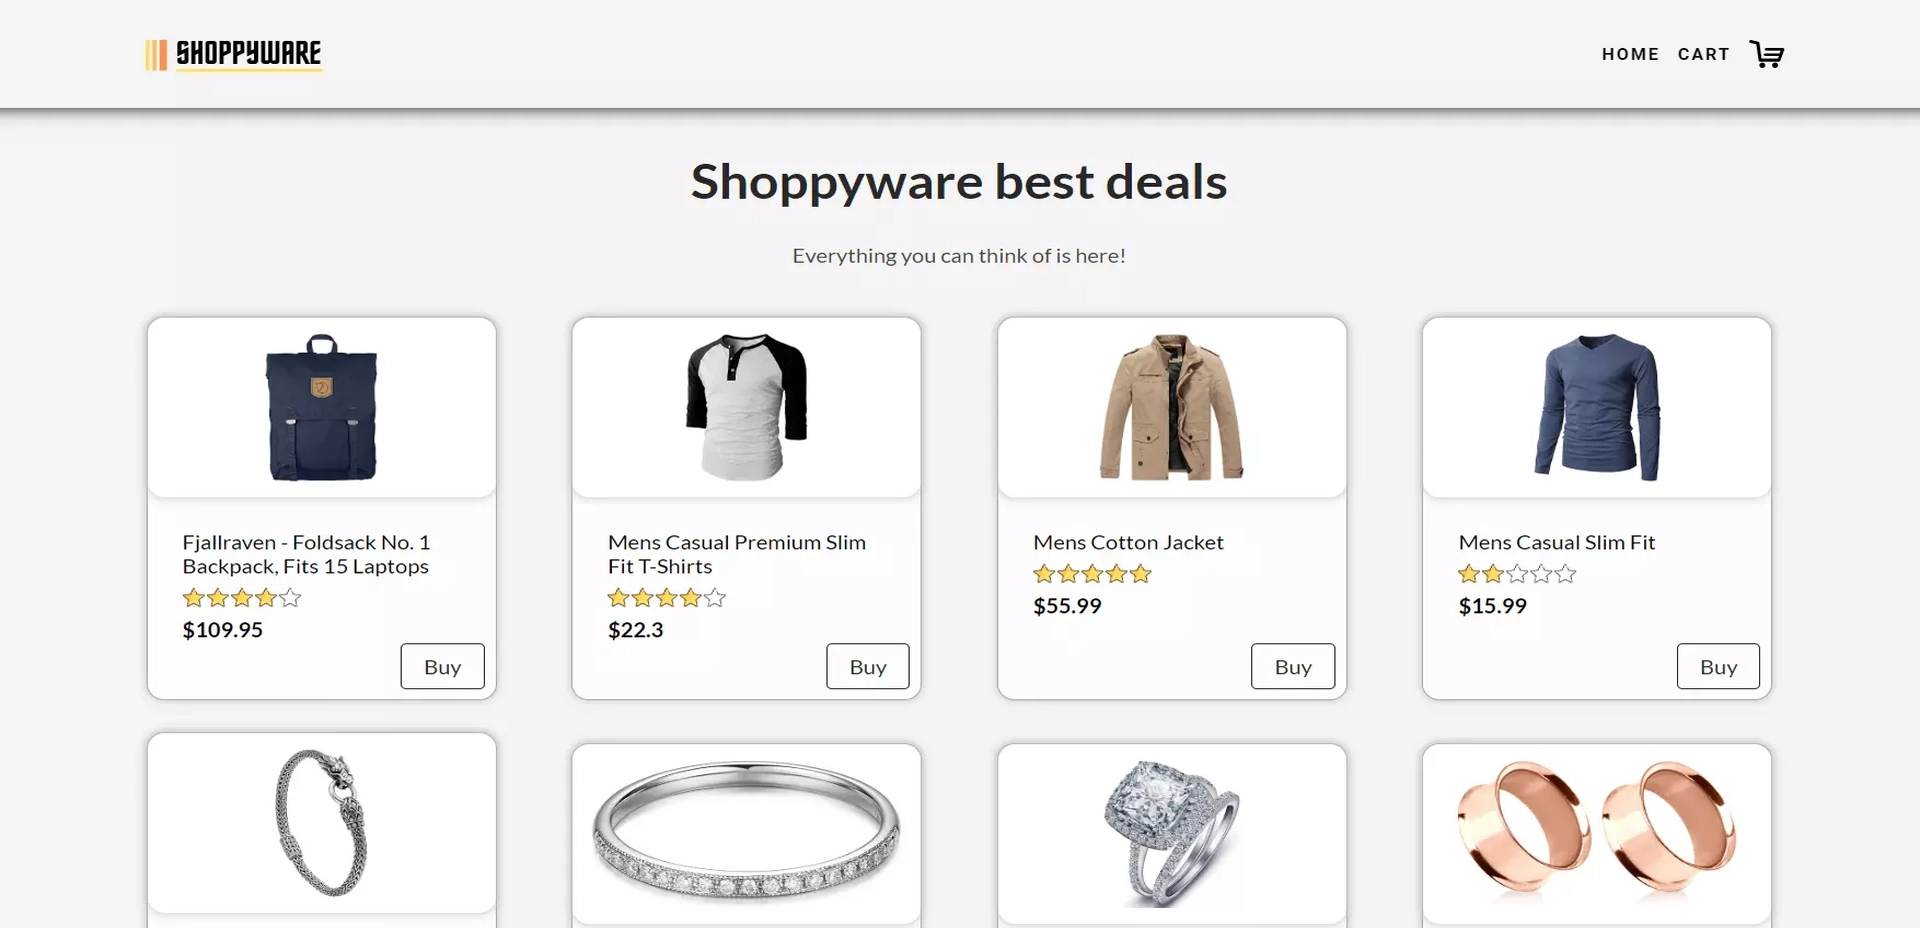 SHOPPYWARE
HOME CART
Shoppyware best deals
Everything you can think of is here!
Fjallraven - Foldsack No. 1
Backpack, Fits 15 Laptops
$109.95
Buy
Mens Casual Premium Slim
Fit T-Shirts
$22.3
Buy
Mens Cotton Jacket
$55.99
Buy
Mens Casual Slim Fit
$15.99
Buy